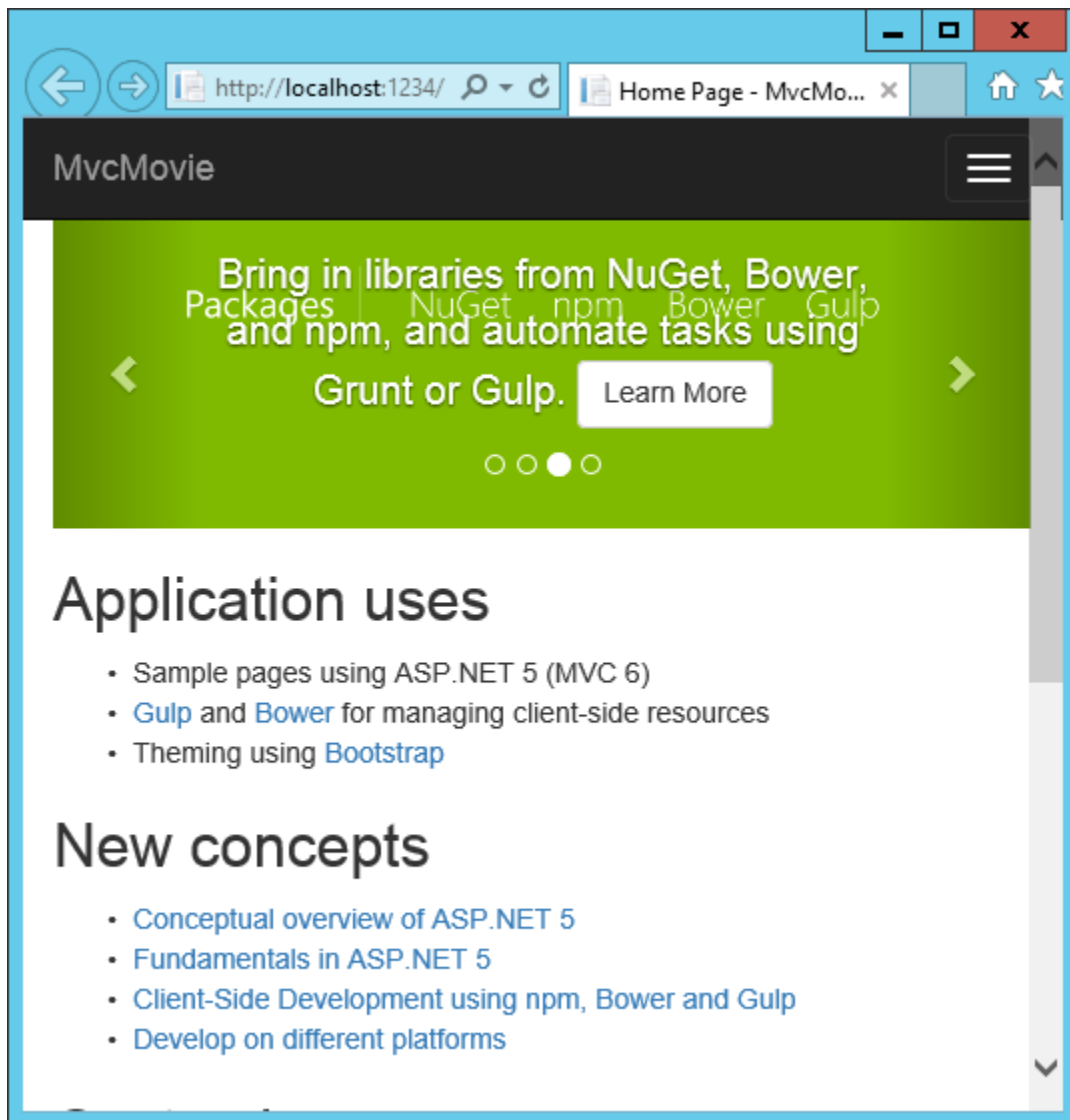 http://localhost:1234/
Home Page - MvcMo...
MvcMovie
Bring in libraries from NuGet, Bower,
Packages NuGet npm Bower Gulp
and npm, and automate tasks using
Grunt or Gulp. Learn More
Application uses
• Sample pages using ASP.NET 5 (MVC 6)
• Gulp and Bower for managing client-side resources
• Theming using Bootstrap
New concepts
• Conceptual overview of ASP.NET 5
• Fundamentals in ASP.NET 5
• Client-Side Development using npm, Bower and Gulp
• Develop on different platforms